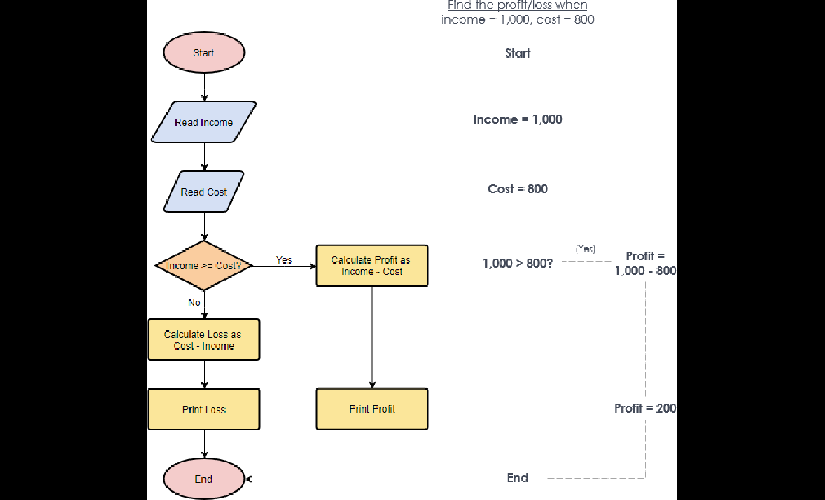 Find the profit/loss when
income = 1,000, cost = 800
Start
Start
Read Income
Income = 1,000
Read Cost
Cost = 800
Income >= Cost?
Yes
Calculate Profit as
Income - Cost
1,000 > 800?
(Yes)
Profit =
1,000 - 800
No
Calculate Loss as
Cost - Income
Print Loss
Print Profit
Profit = 200
End
End